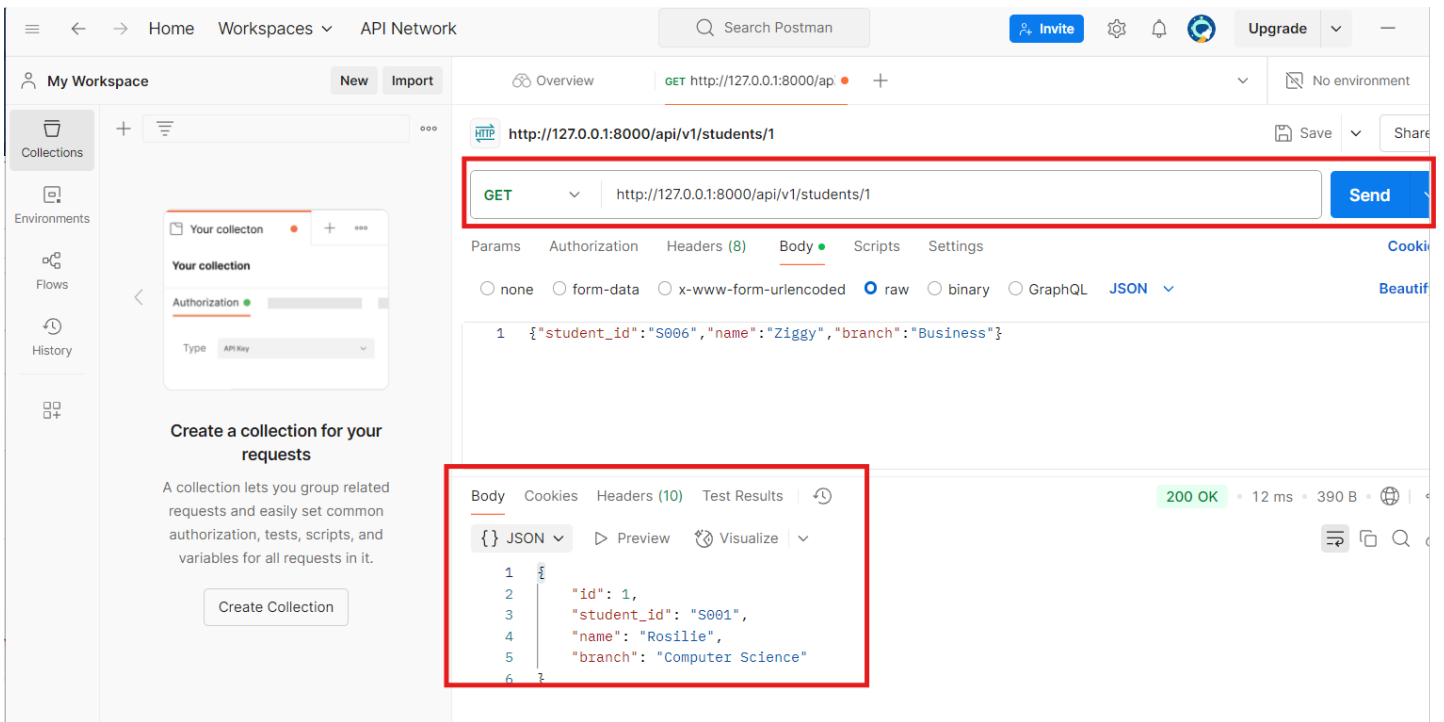 Home Workspaces API Network Search Postman Invite Upgrade
My Workspace New Import Overview GET http://127.0.0.1:8000/ap No environment
Collections
HTTP http://127.0.0.1:8000/api/v1/students/1 Save Share
GET http://127.0.0.1:8000/api/v1/students/1 Send
Environments
Params Authorization Headers (8) Body Scripts Settings Cooki
Your collecton
Your collection
Flows
none form-data x-www-form-urlencoded raw binary GraphQL JSON Beautif
Authorization
History
Type API Key
1 {"student_id":"S006","name":"Ziggy","branch":"Business"}
Create a collection for your
requests
A collection lets you group related
requests and easily set common
authorization, tests, scripts, and
variables for all requests in it.
Create Collection
Body Cookies Headers (10) Test Results 200 OK 12 ms 390 B
{} JSON Preview Visualize
1 {
2 "id": 1,
3 "student_id": "S001",
4 "name": "Rosilie",
5 "branch": "Computer Science"
6 }